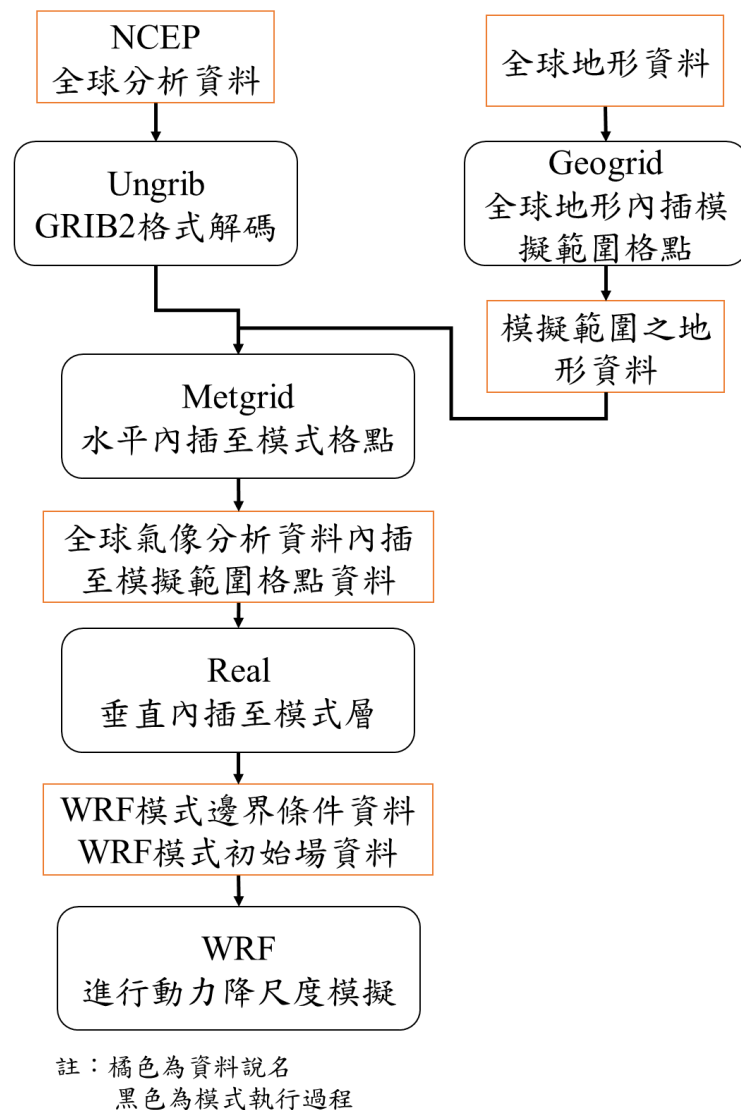 NCEP
全球分析資料
全球地形資料
Ungrib
GRIB2格式解碼
Geogrid
全球地形內插模
擬範圍格點
模擬範圍之地
形資料
Metgrid
水平內插至模式格點
全球氣像分析資料內插
至模擬範圍格點資料
Real
垂直內插至模式層
WRF模式邊界條件資料
WRF模式初始場資料
WRF
進行動力降尺度模擬
註：橘色為資料說名
黑色為模式執行過程